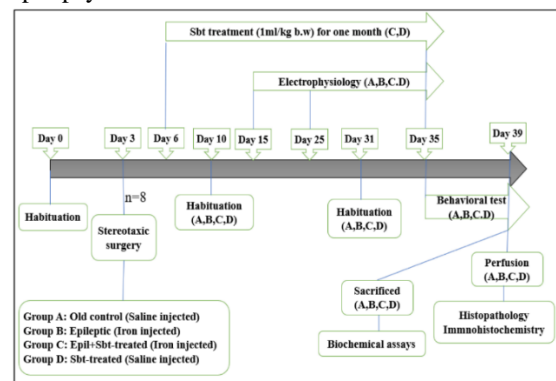 Sbt treatment (1ml/kg b.w) for one month (C,D)
Electrophysiology (A,B,C.D)
Day 0
Day 3
Day 6
Day 10
Day 15
Day 25
Day 31
Day 35
Day 39
Habituation
n=8
Stereotaxic
surgery
Habituation
(A,B,C,D)
Habituation
(A,B,C,D)
Behavioral test
(A,B,C.D)
Sacrificed
(A,B,C,D)
Perfusion
(A,B,C,D)
Group A: Old control (Saline injected)
Group B: Epileptic (Iron injected)
Group C: Epil+Sbt-treated (Iron injected)
Group D: Sbt-treated (Saline injected)
Biochemical assays
Histopathology
Immnohistochemistry